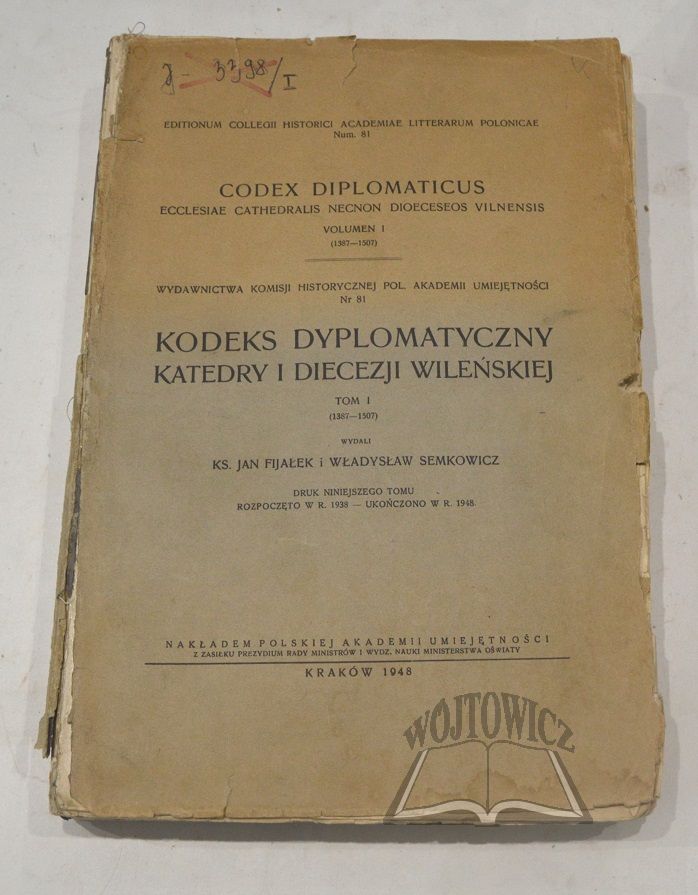 J - 3398/I
EDITIONUM COLLEGII HISTORICI ACADEMIAE LITTERARUM POLONICAE
Num. 81
CODEX DIPLOMATICUS
ECCLESIAE CATHEDRALIS NECNON DIOECESEOS VILNENSIS
VOLUMEN I
(1387—1507)
WYDAWNICTWA KOMISJI HISTORYCZNEJ POL. AKADEMII UMIEJĘTNOŚCI
Nr 81
KODEKS DYPLOMATYCZNY
KATEDRY I DIECEZJI WILEŃSKIEJ
TOM I
(1387—1507)
WYDALI
KS. JAN FIJAŁEK i WŁADYSŁAW SEMKOWICZ
DRUK NINIEJSZEGO TOMU
ROZPOCZĘTO W R. 1938 — UKOŃCZONO W R. 1948.
NAKŁADEM POLSKIEJ AKADEMII UMIEJĘTNOŚCI
Z ZASIŁKU PREZYDIUM RADY MINISTRÓW I WYDZ. NAUKI MINISTERSTWA OŚWIATY
KRAKÓW 1948
WÓJTOWICZ